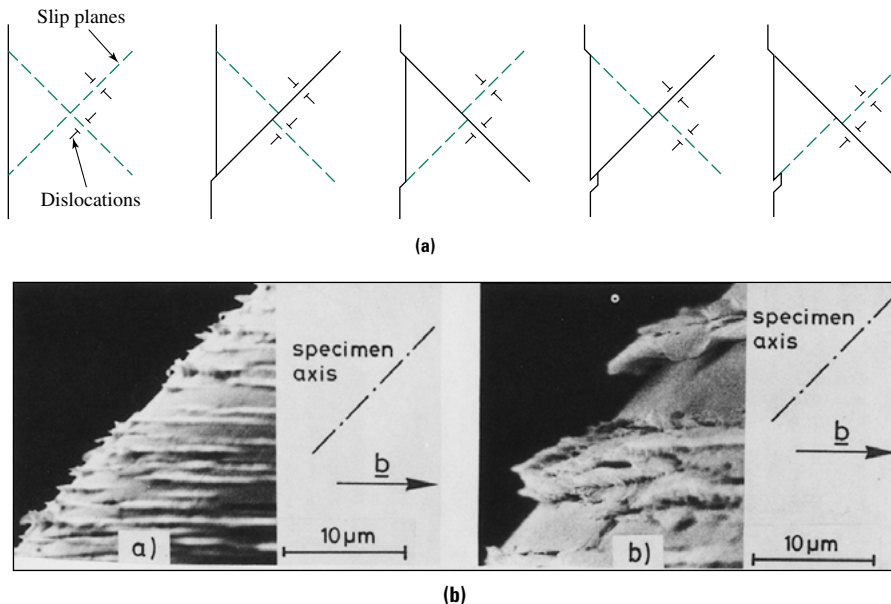 Slip planes
Dislocations
(a)
specimen
axis
b
10 μm
a)
specimen
axis
b
10 μm
b)
(b)